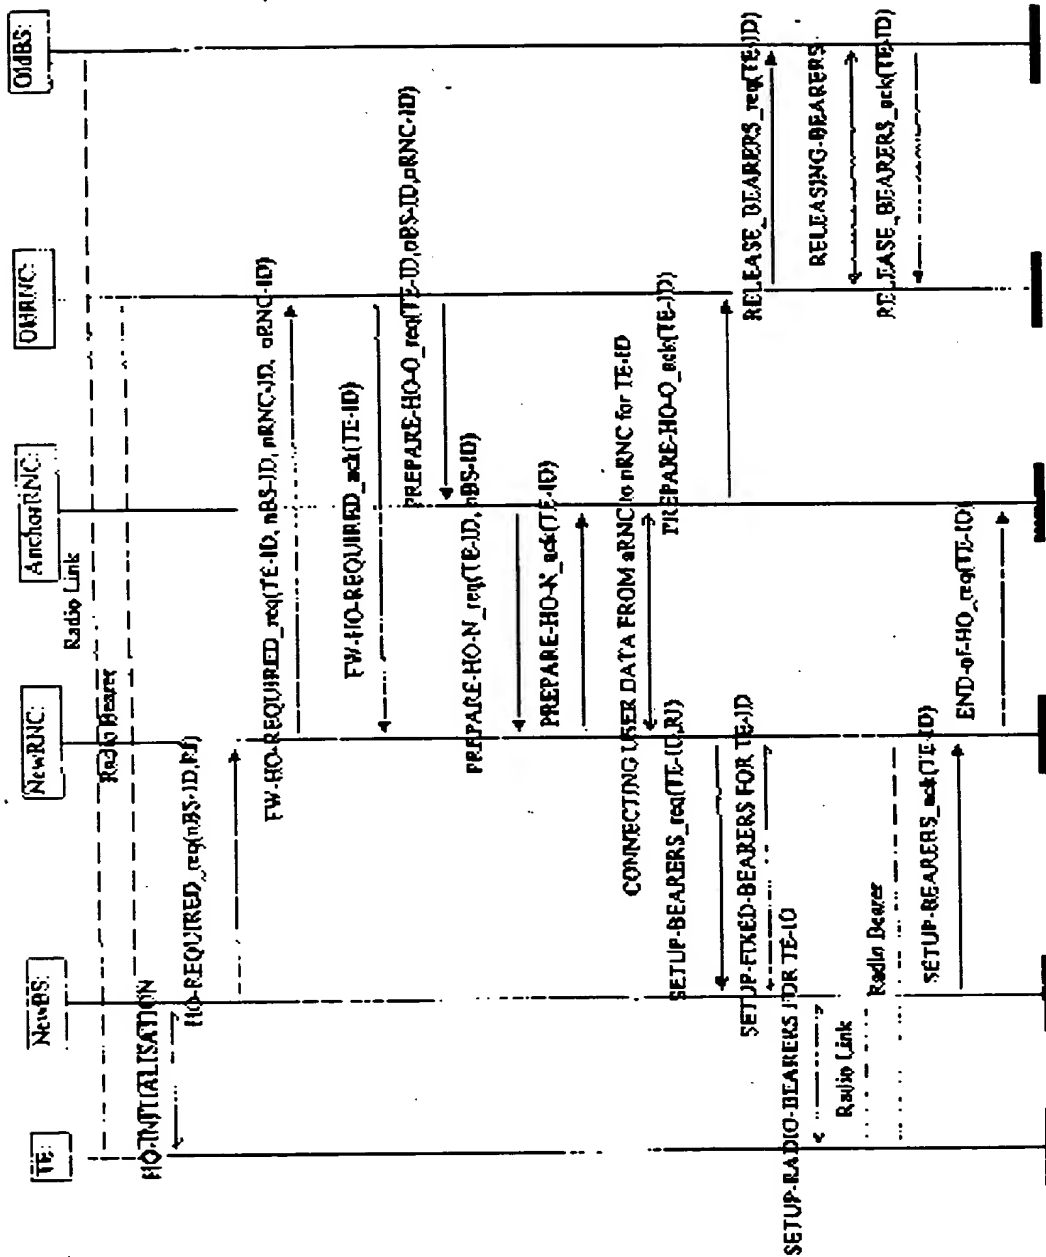 TE:
NewBS:
NewRNC:
AnchorRNC:
OldRNC:
OldBS:
Radio Link
Radio Bearer
HO-INITIALISATION
HO-REQUIRED_req(nBS-ID,RI)
FW-HO-REQUIRED_req(TE-ID, nBS-ID, nRNC-ID, oRNC-ID)
FW-HO-REQUIRED_ack(TE-ID)
PREPARE-HO-O_req(TE-ID,nBS-ID,nRNC-ID)
PREPARE-HO-N_req(TE-ID, nBS-ID)
PREPARE-HO-N_ack(TE-ID)
CONNECTING USER DATA FROM aRNC to nRNC for TE-ID
PREPARE-HO-O_ack(TE-ID)
SETUP-BEARERS_req(TE-ID,RI)
SETUP-FIXED-BEARERS FOR TE-ID
SETUP-RADIO-BEARERS FOR TE-ID
RELEASE_BEARERS_req(TE-ID)
RELEASING-BEARERS
RELEASE_BEARERS_ack(TE-ID)
Radio Link
Radio Bearer
SETUP-BEARERS_ack(TE-ID)
END-of-HO_req(TE-ID)